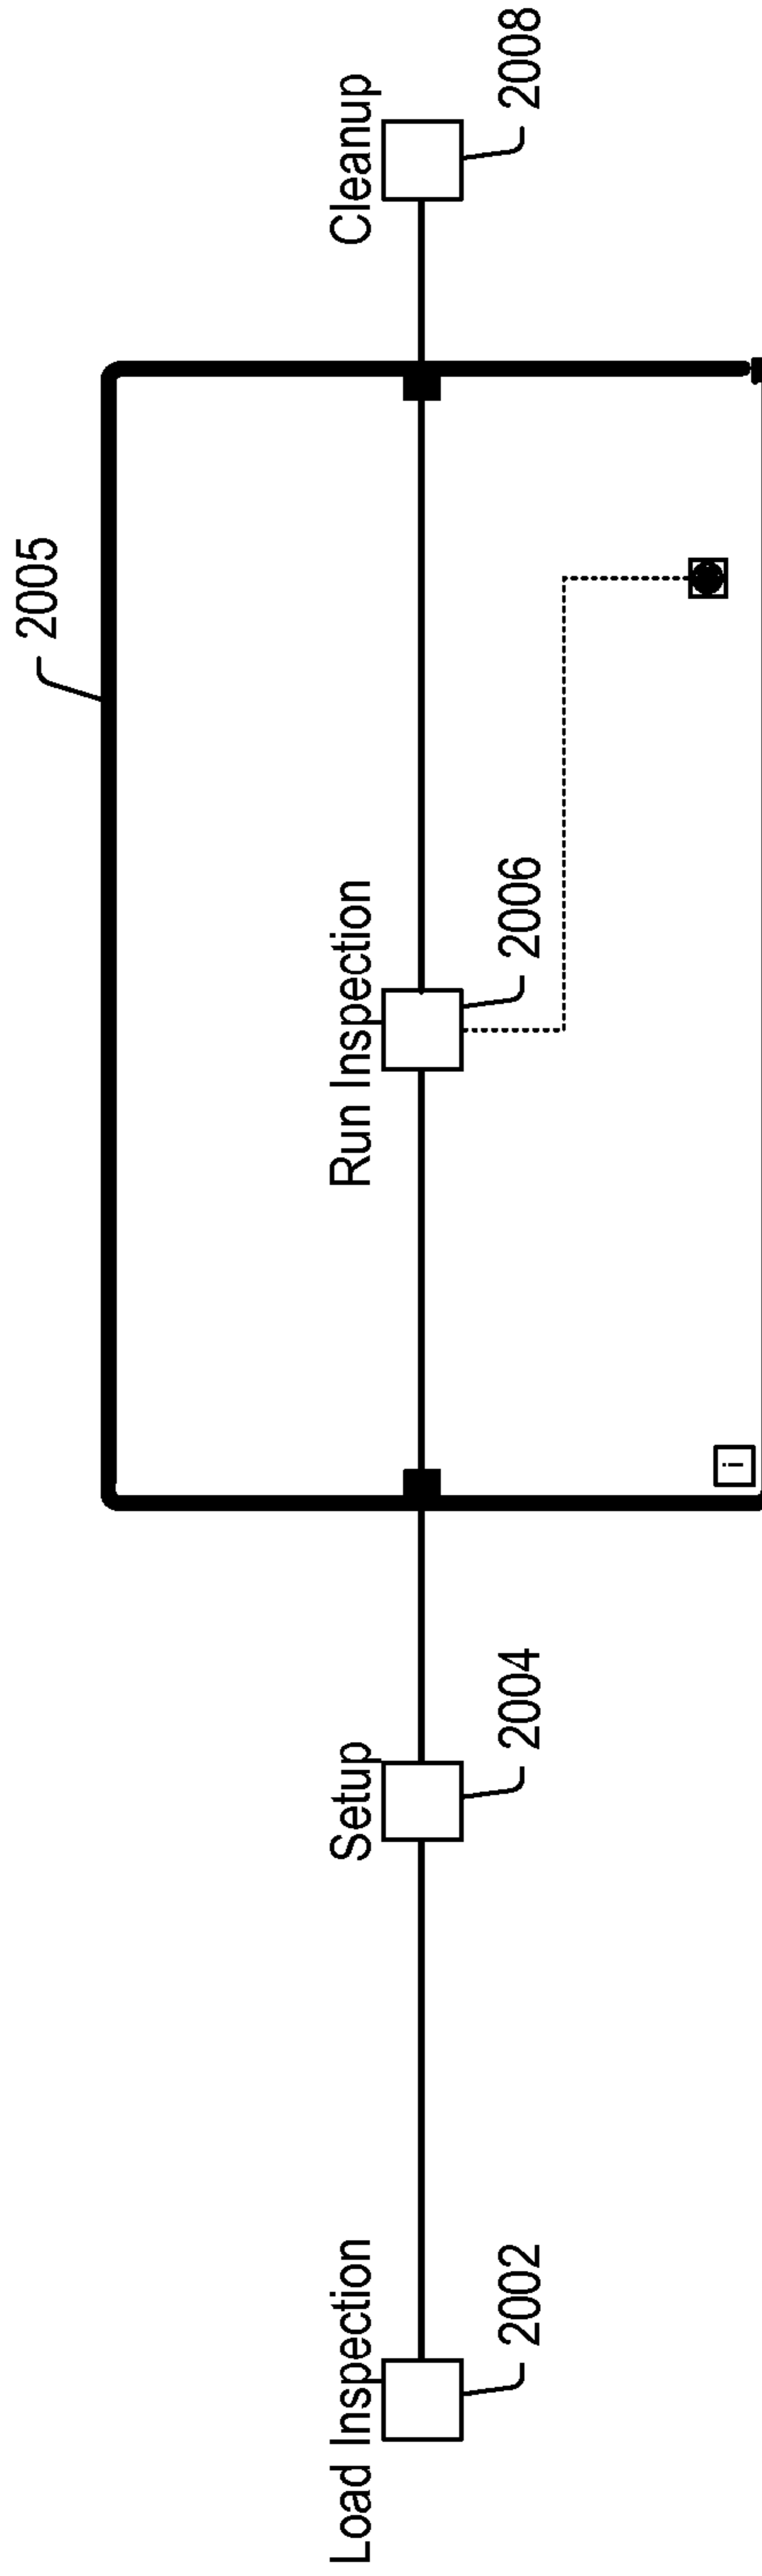 2005
Load Inspection
Setup
Run Inspection
Cleanup
2002
2004
2006
2008
i